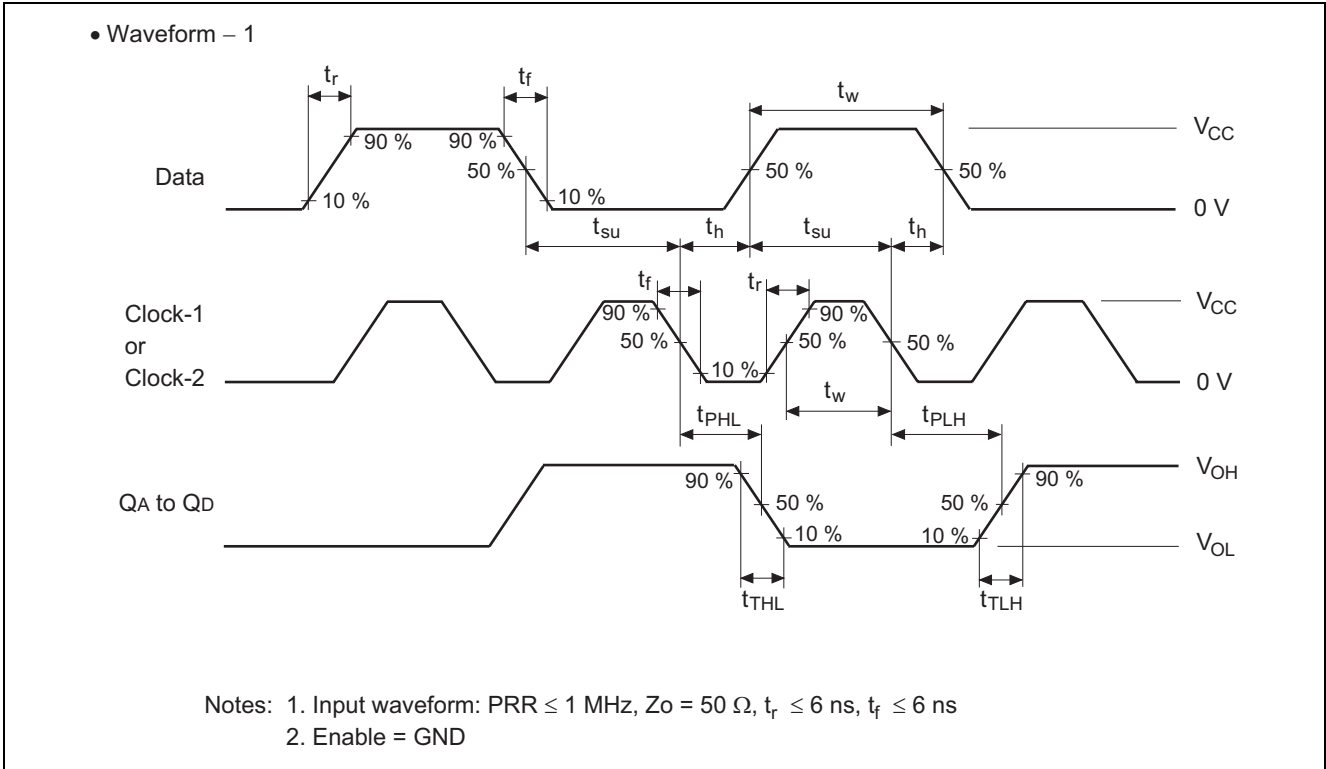 • Waveform – 1
tr
tf
tw
90 %
90 %
VCC
Data
50 %
50 %
50 %
10 %
10 %
0 V
tsu
th
tsu
th
tf
tr
Clock-1
or
Clock-2
90 %
90 %
VCC
50 %
50 %
50 %
10 %
0 V
tw
tPHL
tPLH
QA to QD
90 %
90 %
VOH
50 %
50 %
10 %
10 %
VOL
tTHL
tTLH
Notes: 1. Input waveform: PRR ≤ 1 MHz, Zo = 50 Ω, tr ≤ 6 ns, tf ≤ 6 ns
2. Enable = GND